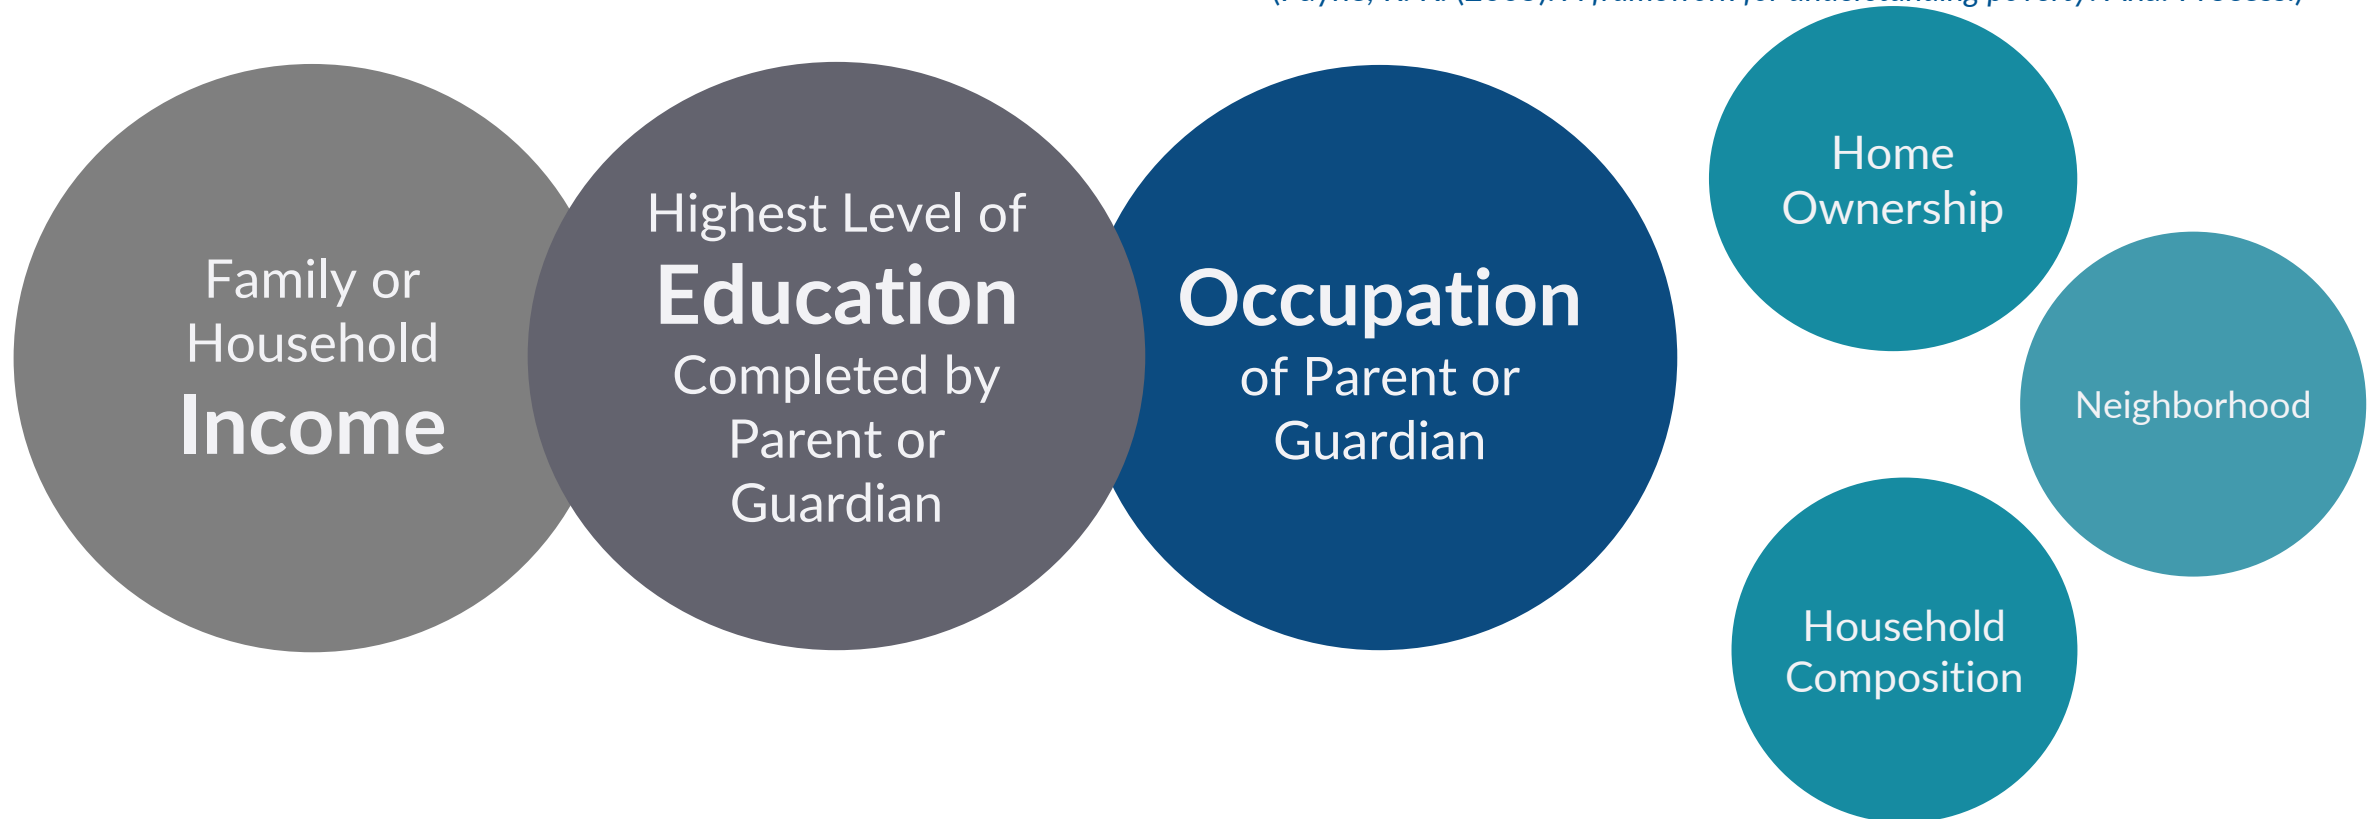 Family or
Household
Income
Highest Level of
Education
Completed by
Parent or
Guardian
Occupation
of Parent or
Guardian
Home
Ownership
Neighborhood
Household
Composition